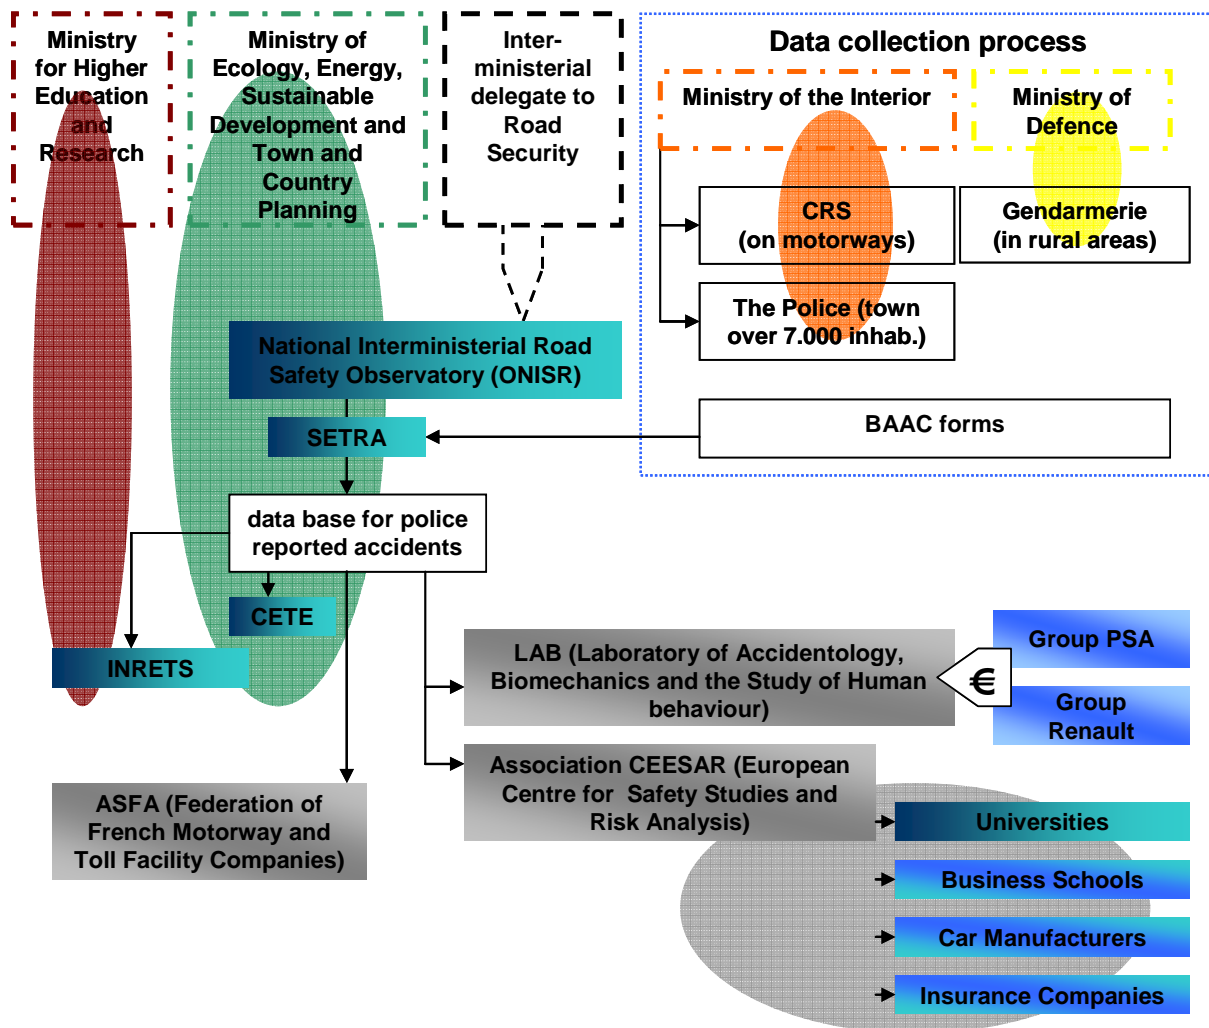 Ministry
for Higher
Education
and
Research
Ministry of
Ecology, Energy,
Sustainable
Development and
Town and
Country
Planning
Inter-
ministerial
delegate to
Road
Security
Data collection process
Ministry of the Interior
Ministry of
Defence
CRS
(on motorways)
Gendarmerie
(in rural areas)
The Police (town
over 7.000 inhab.)
National Interministerial Road
Safety Observatory (ONISR)
SETRA
BAAC forms
data base for police
reported accidents
CETE
INRETS
LAB (Laboratory of Accidentology,
Biomechanics and the Study of Human
behaviour)
€
Group PSA
Group
Renault
Association CEESAR (European
Centre for Safety Studies and
Risk Analysis)
ASFA (Federation of
French Motorway and
Toll Facility Companies)
Universities
Business Schools
Car Manufacturers
Insurance Companies